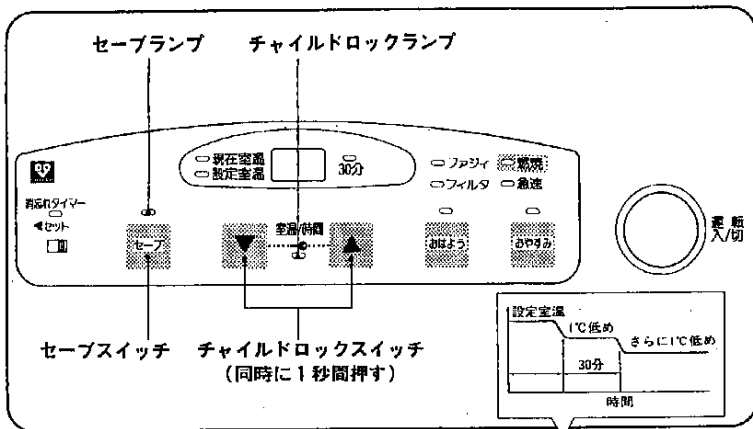 セーブランプ
チャイルドロックランプ
現在室温
設定室温
30分
ファジィ
燃焼
フィルタ
急速
消忘れタイマー
◀セット
セーブ
▼
室温/時間
▲
おはよう
おやすみ
運転
入/切
セーブスイッチ
チャイルドロックスイッチ
(同時に1秒間押す)
設定室温
1℃低め
さらに1℃低め
30分
時間